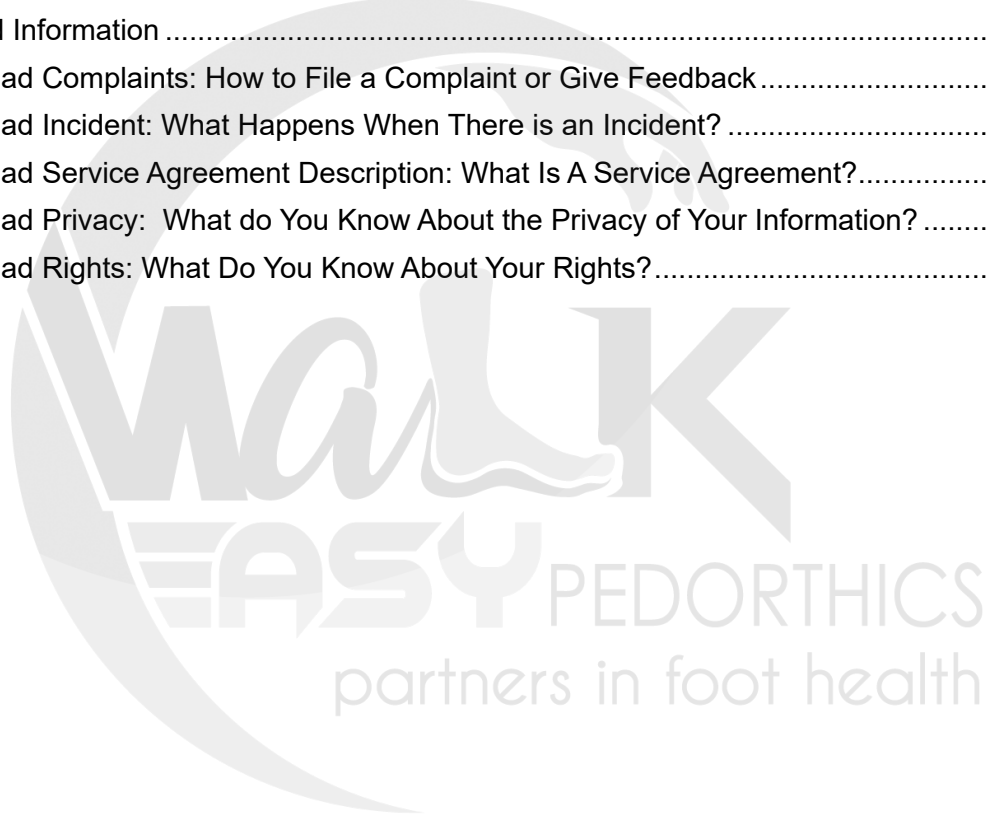 Information ........................................................................................................
ad Complaints: How to File a Complaint or Give Feedback ............................
ad Incident: What Happens When There is an Incident? ................................
ad Service Agreement Description: What Is A Service Agreement? ................
ad Privacy:  What do You Know About the Privacy of Your Information? ........
ad Rights: What Do You Know About Your Rights? .........................................
WalK
EASY PEDORTHICS
partners in foot health